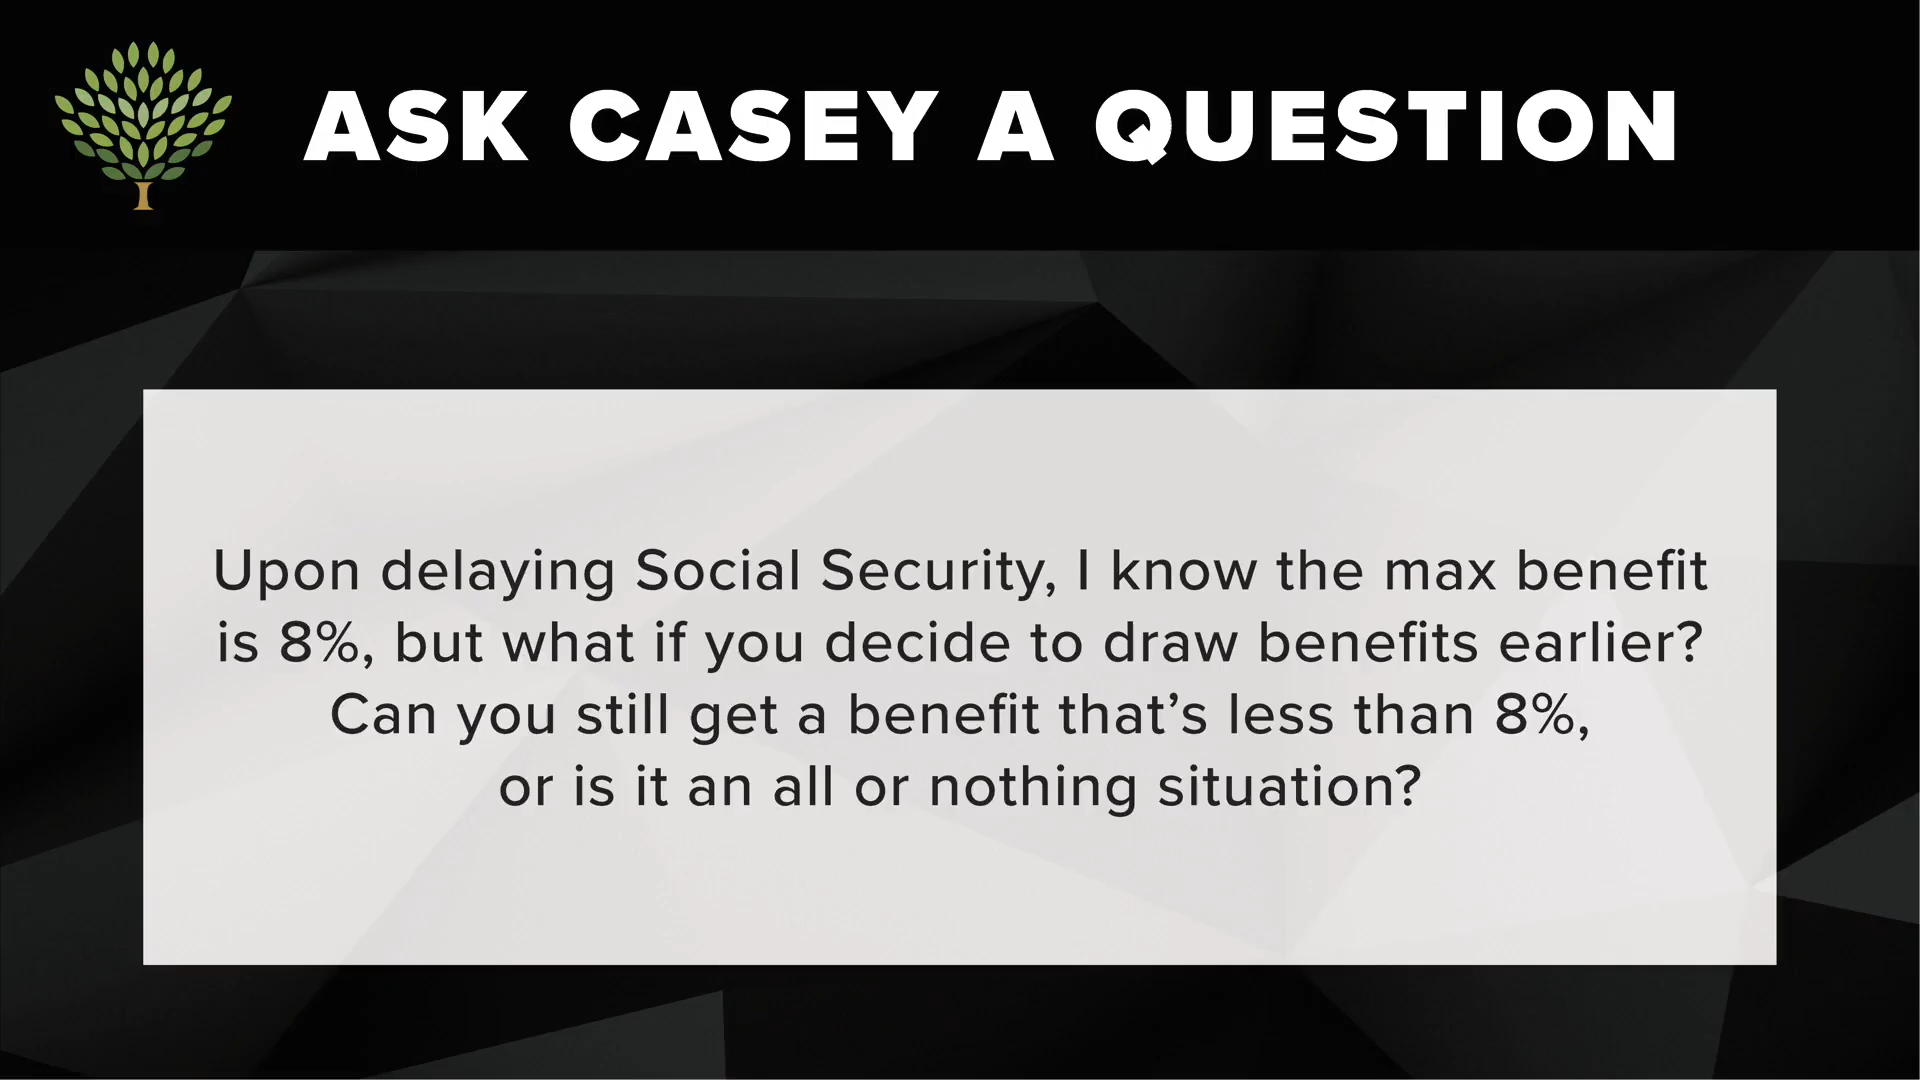 ASK CASEY A QUESTION
Upon delaying Social Security, I know the max benefit
is 8%, but what if you decide to draw benefits earlier?
Can you still get a benefit that’s less than 8%,
or is it an all or nothing situation?